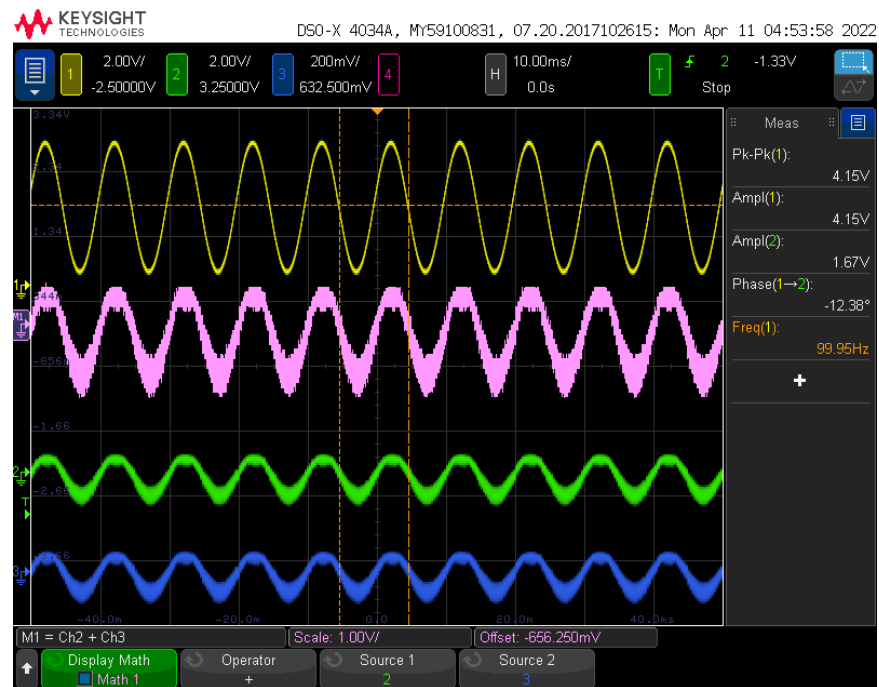 KEYSIGHT
TECHNOLOGIES
DSO-X 4034A, MY59100831, 07.20.2017102615: Mon Apr 11 04:53:58 2022
1 2.00V/ -2.50000V
2 2.00V/ 3.25000V
3 200mV/ 632.500mV
4
H 10.00ms/ 0.0s
T 2 -1.33V
Stop
Meas
Pk-Pk(1):
4.15V
Ampl(1):
4.15V
Ampl(2):
1.67V
Phase(1→2):
-12.38°
Freq(1):
99.95Hz
+
3.34V
1.34
1
M1
-656m
-1.66
2
-2.66
T
3
-40.0m -20.0m 0.0 20.0m 40.0ms
M1 = Ch2 + Ch3 Scale: 1.00V/ Offset: -656.250mV
Display Math Operator Source 1 Source 2
Math 1 + 2 3